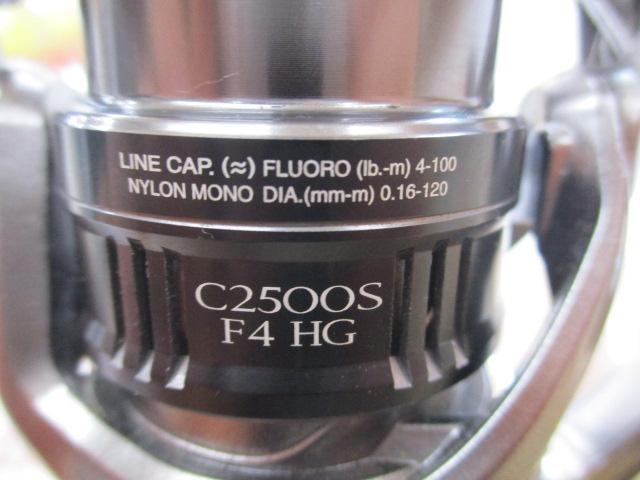 LINE CAP. (≈) FLUORO (lb.-m) 4-100
NYLON MONO DIA.(mm-m) 0.16-120
C2500S
F4 HG